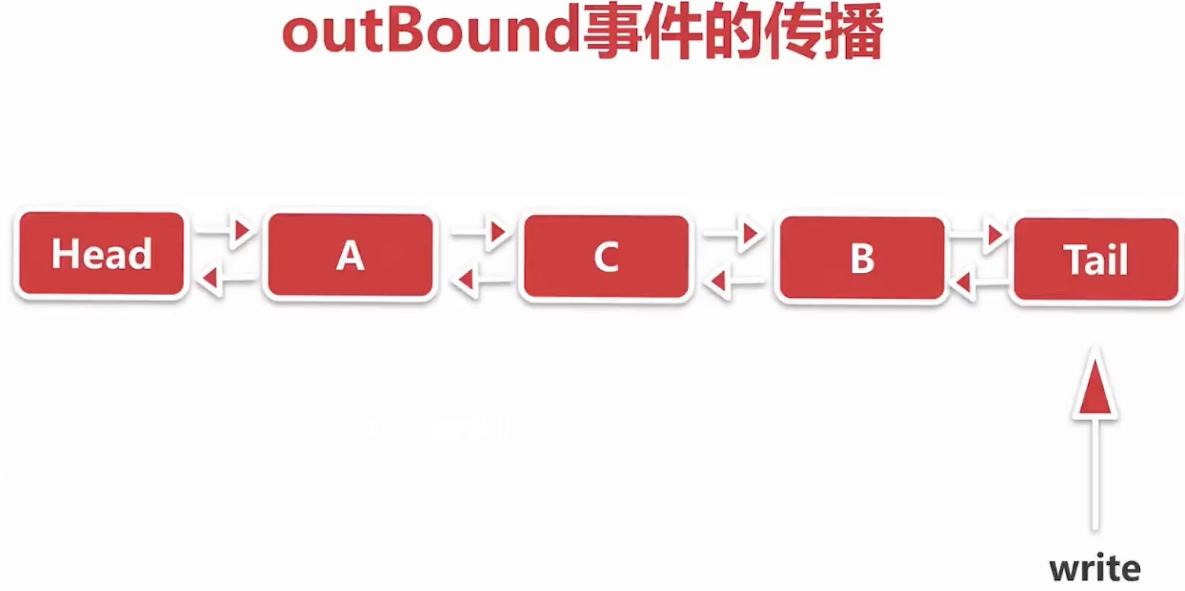 outBound事件的传播
Head
A
C
B
Tail
write